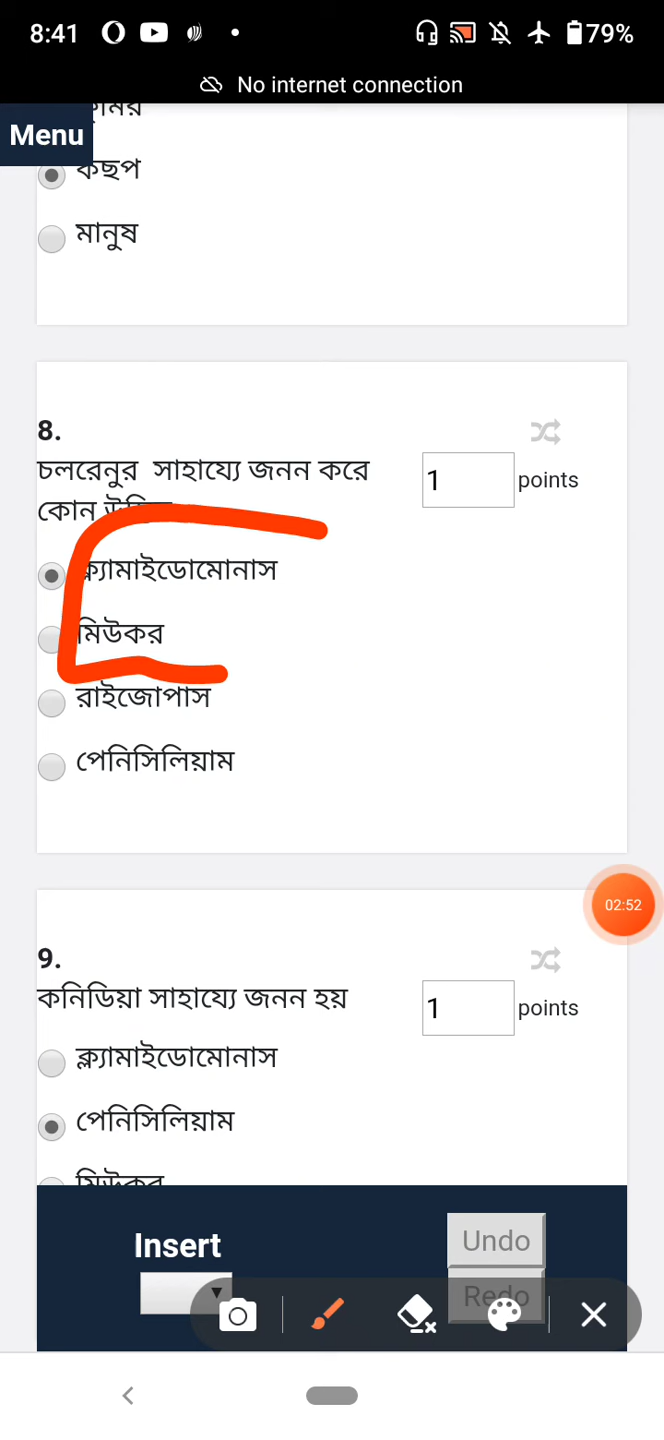 8:41
79%
No internet connection
Menu
কছপ
মানুষ
8.
চলরেনুর সাহায্যে জনন করে
কোন
1 points
ক্ল্যামাইডোমোনাস
মিউকর
রাইজোপাস
পেনিসিলিয়াম
02:52
9.
কনিডিয়া সাহায্যে জনন হয়
1 points
ক্ল্যামাইডোমোনাস
পেনিসিলিয়াম
মিউকর
Insert
Undo
Redo